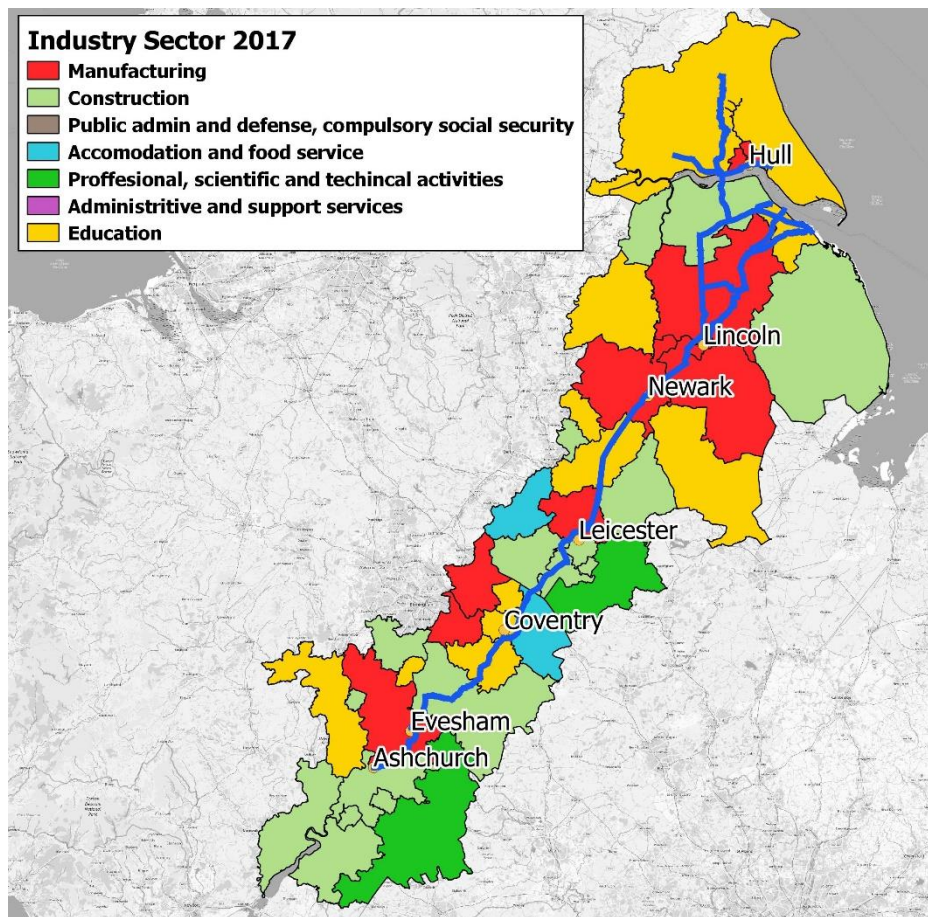 Industry Sector 2017
Manufacturing
Construction
Public admin and defense, compulsory social security
Accomodation and food service
Proffesional, scientific and techincal activities
Administritive and support services
Education
Hull
Lincoln
Newark
Leicester
Coventry
Evesham
Ashchurch